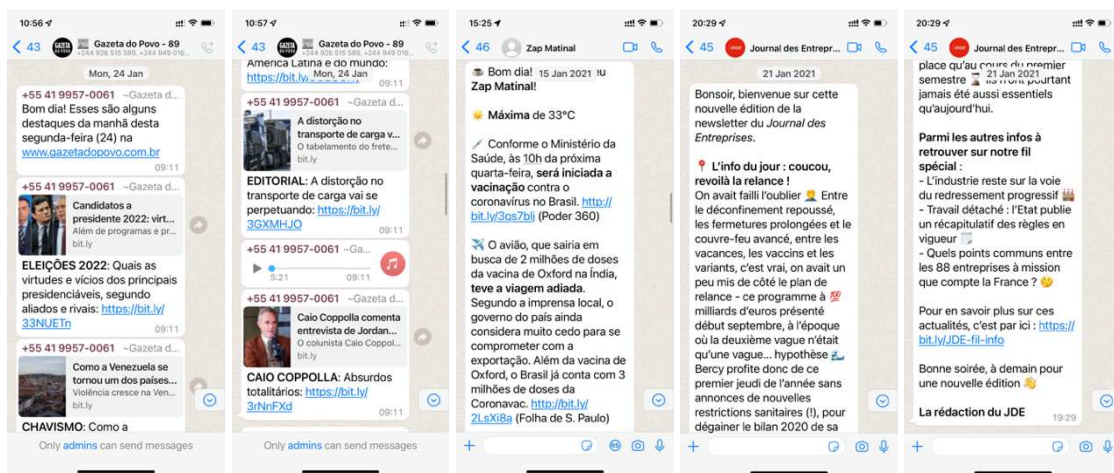 10:56
43
Gazeta do Povo - 89
+244 926 515 589, +244 949 016...
Mon, 24 Jan
+55 41 9957-0061 ~Gazeta d...
Bom dia! Esses são alguns
destaques da manhã desta
segunda-feira (24) na
www.gazetadopovo.com.br
09:11
+55 41 9957-0061 ~Gazeta d...
Candidatos a
presidente 2022: virt...
Além de programas e pr...
bit.ly
ELEIÇÕES 2022: Quais as
virtudes e vícios dos principais
presidenciáveis, segundo
aliados e rivais: https://bit.ly/
33NUETn
09:11
+55 41 9957-0061 ~Gazeta d...
Como a Venezuela se
tornou um dos países...
Violência cresce na Ven...
bit.ly
CHAVISMO: Como a
Only admins can send messages
10:57
43
Gazeta do Povo - 89
+244 926 515 589, +244 949 016...
América Latina e do mundo:
Mon, 24 Jan
09:11
+55 41 9957-0061 ~Gazeta d...
A distorção no
transporte de carga v...
O tabelamento do frete...
bit.ly
EDITORIAL: A distorção no
transporte de carga vai se
perpetuando: https://bit.ly/
3GXMHJO
09:11
+55 41 9957-0061 ~Ga...
5:21
09:11
+55 41 9957-0061 ~Gazeta d...
Caio Coppolla comenta
entrevista de Jordan...
O colunista Caio Coppol...
bit.ly
CAIO COPPOLLA: Absurdos
totalitários: https://bit.ly/
3rNnFXd
09:11
Only admins can send messages
15:25
46
Zap Matinal
☕ Bom dia!
15 Jan 2021
Zap Matinal!
☀️ Máxima de 33°C
💉 Conforme o Ministério da
Saúde, às 10h da próxima
quarta-feira, será iniciada a
vacinação contra o
coronavírus no Brasil. http://
bit.ly/3qs7blj (Poder 360)
✈️ O avião, que sairia em
busca de 2 milhões de doses
da vacina de Oxford na Índia,
teve a viagem adiada.
Segundo a imprensa local, o
governo do país ainda
considera muito cedo para se
comprometer com a
exportação. Além da vacina de
Oxford, o Brasil já conta com 3
milhões de doses da
Coronavac. http://bit.ly/
2LsXi8a (Folha de S. Paulo)
20:29
45
Journal des Entrepr...
21 Jan 2021
Bonsoir, bienvenue sur cette
nouvelle édition de la
newsletter du Journal des
Entreprises.
📍 L'info du jour : coucou,
revoilà la relance !
On avait failli l'oublier 🤦 Entre
le déconfinement repoussé,
les fermetures prolongées et le
couvre-feu avancé, entre les
vacances, les vaccins et les
variants, c'est vrai, on avait un
peu mis de côté le plan de
relance - ce programme à 💯
milliards d'euros présenté
début septembre, à l'époque
où la deuxième vague n'était
qu'une vague... hypothèse 🌊
Bercy profite donc de ce
premier jeudi de l'année sans
annonces de nouvelles
restrictions sanitaires (!), pour
dégainer le bilan 2020 de sa
20:29
45
Journal des Entrepr...
place qu'au cours du premier
semestre ⌛ Ils n'ont pourtant
21 Jan 2021
jamais été aussi essentiels
qu'aujourd'hui.
Parmi les autres infos à
retrouver sur notre fil
spécial :
- L'industrie reste sur la voie
du redressement progressif 🏭
- Travail détaché : l'Etat publie
un récapitulatif des règles en
vigueur 🗒️
- Quels points communs entre
les 88 entreprises à mission
que compte la France ? 🤔
Pour en savoir plus sur ces
actualités, c'est par ici : https://
bit.ly/JDE-fil-info
Bonne soirée, à demain pour
une nouvelle édition 👋
La rédaction du JDE
19:29